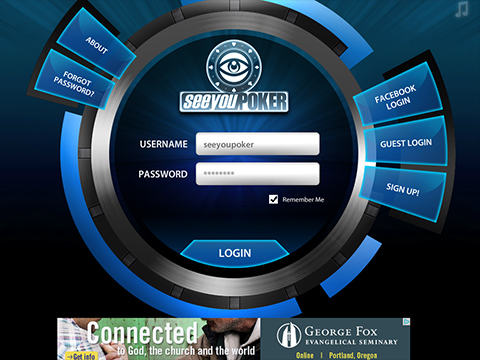 ABOUT
FORGOT
PASSWORD?
seeyouPOKER
FACEBOOK
LOGIN
GUEST LOGIN
SIGN UP!
USERNAME seeyoupoker
PASSWORD ********
Remember Me
LOGIN
Connected
to God, the church and the world
Get info
GEORGE FOX
EVANGELICAL SEMINARY
Online | Portland, Oregon